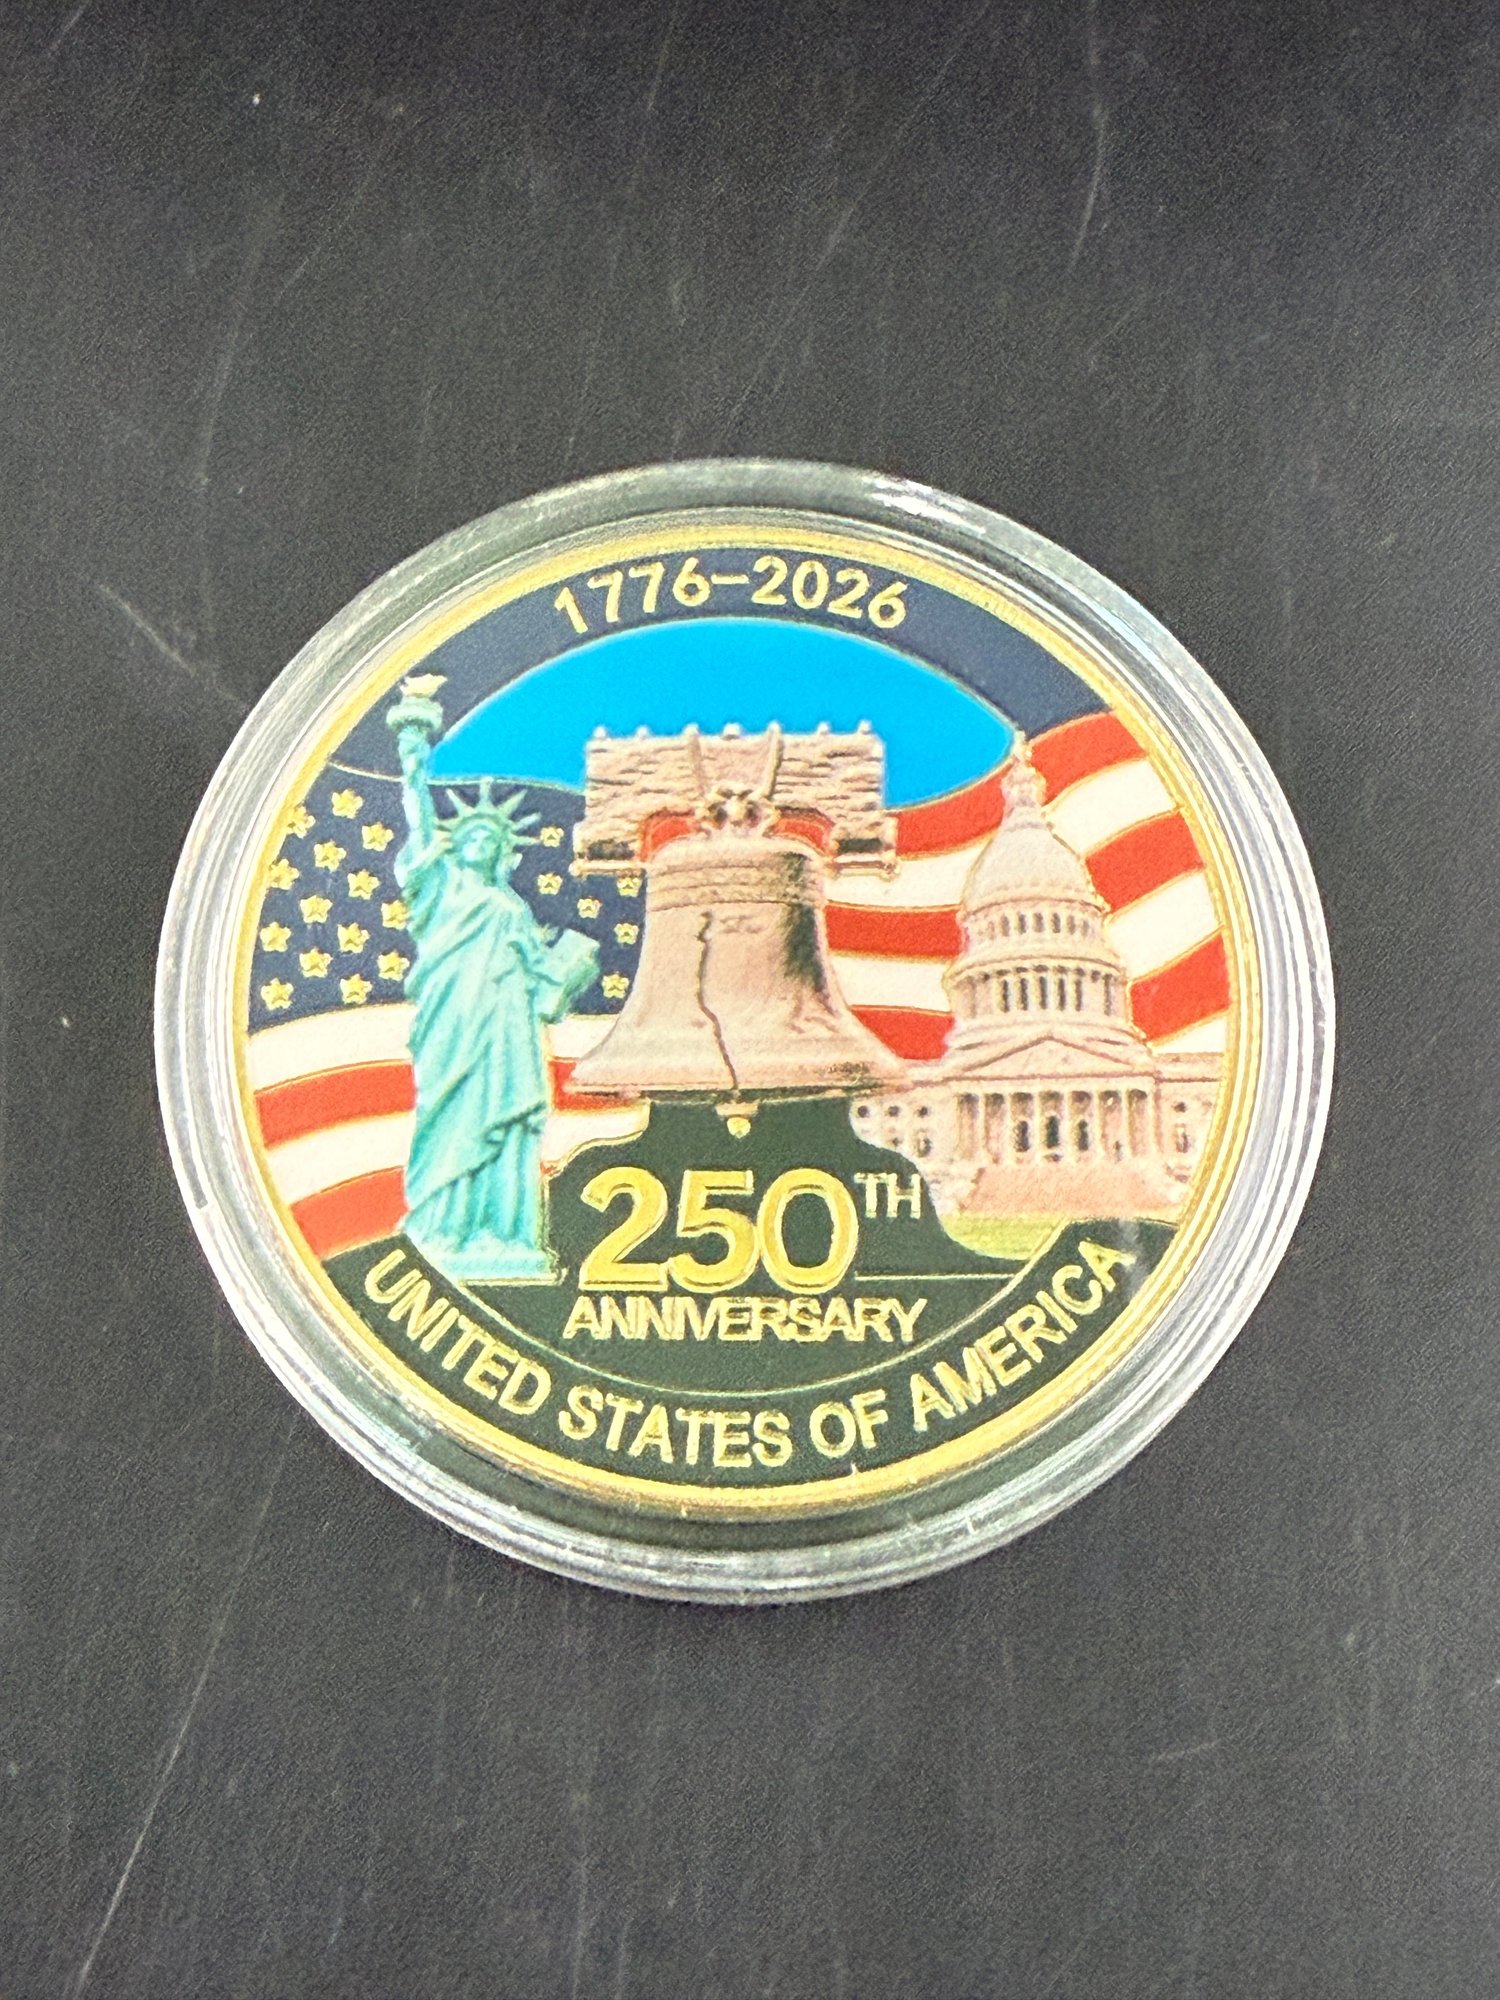 1776-2026
250TH
ANNIVERSARY
UNITED STATES OF AMERICA